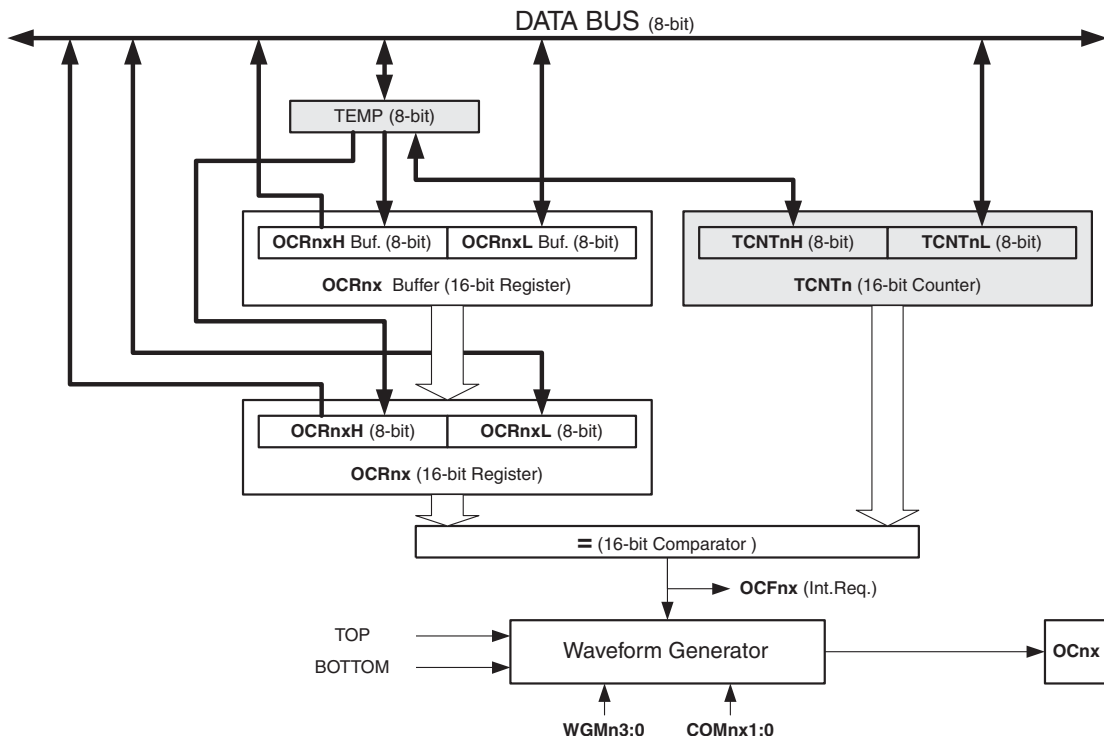 DATA BUS (8-bit)
TEMP (8-bit)
OCRnxH Buf. (8-bit) OCRnxL Buf. (8-bit)
OCRnx Buffer (16-bit Register)
TCNTnH (8-bit) TCNTnL (8-bit)
TCNTn (16-bit Counter)
OCRnxH (8-bit) OCRnxL (8-bit)
OCRnx (16-bit Register)
= (16-bit Comparator )
OCFnx (Int.Req.)
TOP
BOTTOM
Waveform Generator
OCnx
WGMn3:0 COMnx1:0